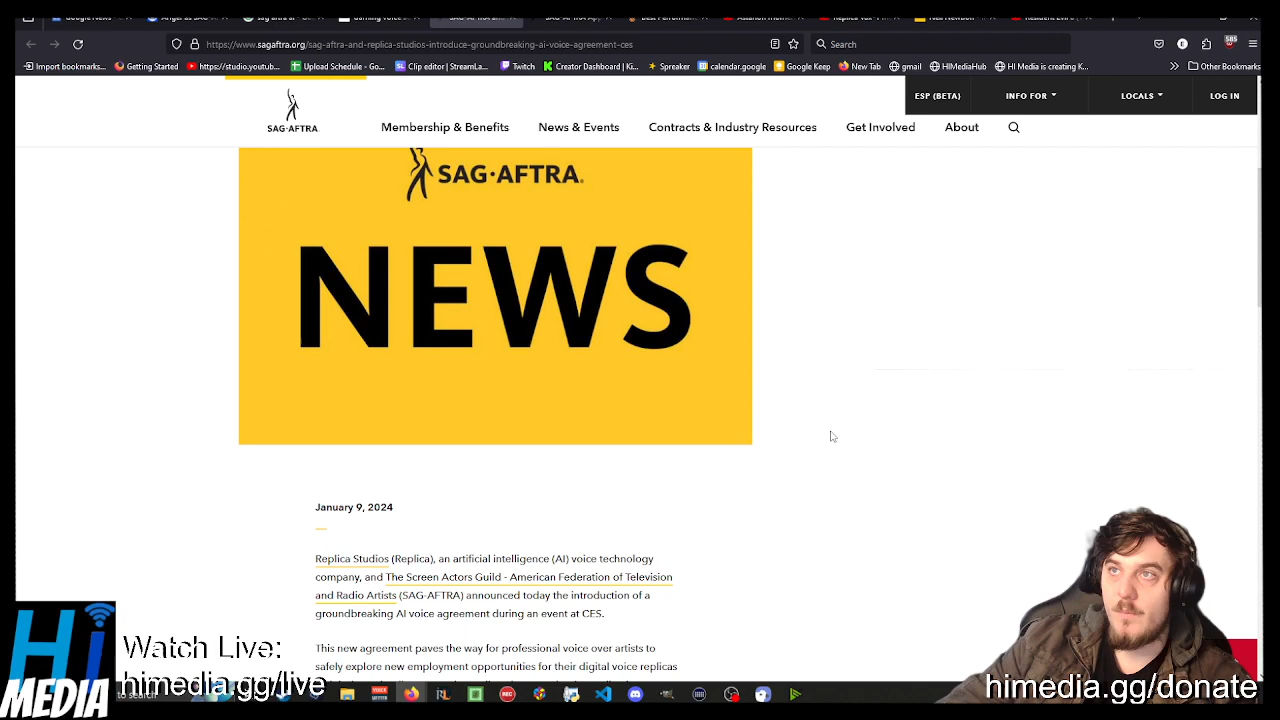 https://www.sagaftra.org/sag-aftra-and-replica-studios-introduce-groundbreaking-ai-voice-agreement-ces
Search
585
Import bookmarks...
Getting Started
https://studio.youtub...
Upload Schedule - Go...
Clip editor | StreamLa...
Twitch
Creator Dashboard | Ki...
Spreaker
calendar.google
Google Keep
New Tab
gmail
HIMediaHub
HI Media is creating K...
Other Bookmarks
ESP (BETA)
INFO FOR
LOCALS
LOG IN
SAG-AFTRA.
Membership & Benefits
News & Events
Contracts & Industry Resources
Get Involved
About
SAG·AFTRA®
NEWS
January 9, 2024
Replica Studios (Replica), an artificial intelligence (AI) voice technology
company, and The Screen Actors Guild - American Federation of Television
and Radio Artists (SAG-AFTRA) announced today the introduction of a
groundbreaking AI voice agreement during an event at CES.
This new agreement paves the way for professional voice over artists to
safely explore new employment opportunities for their digital voice replicas
Hi
MEDIA
Watch Live:
himedia.gg/live
to search
REC
himedia.gg/donate